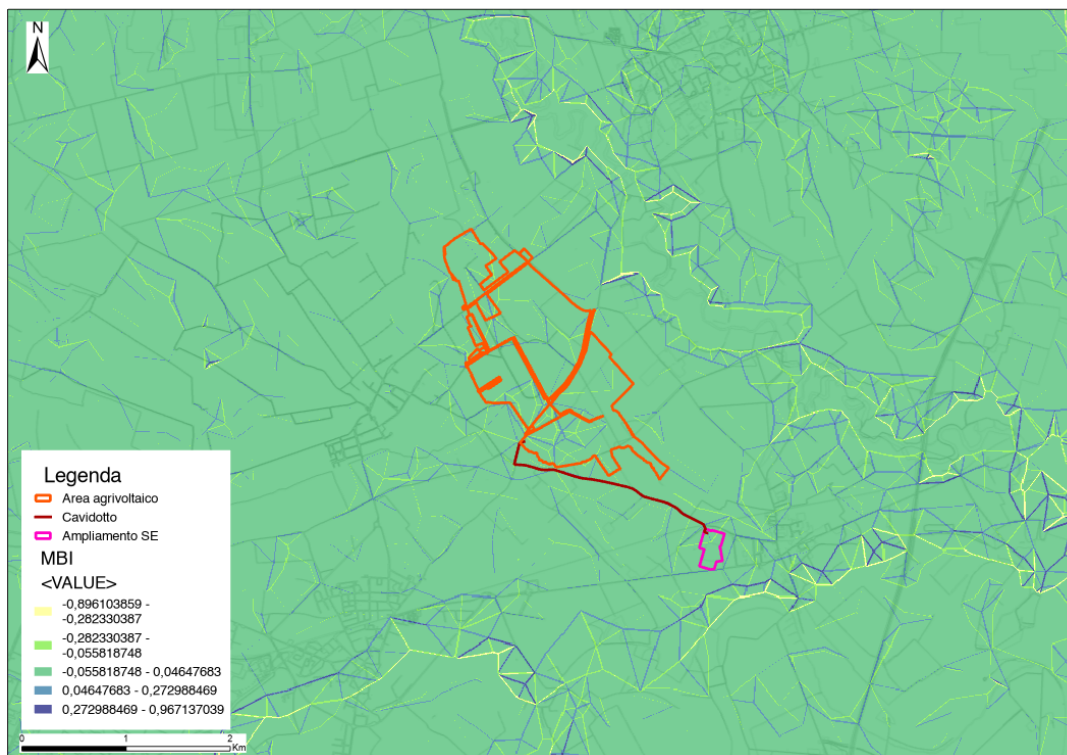 N
Legenda
Area agrivoltaico
Cavidotto
Ampliamento SE
MBI
<VALUE>
-0,896103859 -
-0,282330387
-0,282330387 -
-0,055818748
-0,055818748 - 0,04647683
0,04647683 - 0,272988469
0,272988469 - 0,967137039
0 1 2
Km